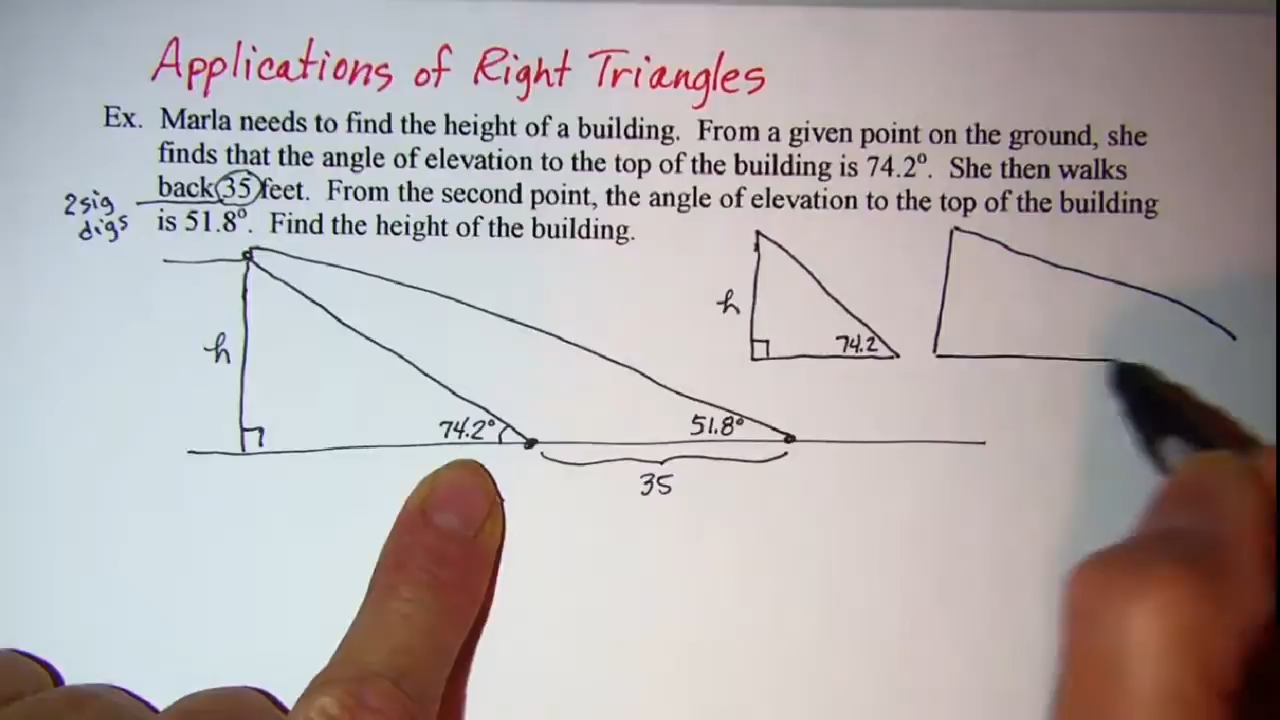 Applications of Right Triangles
Ex. Marla needs to find the height of a building. From a given point on the ground, she
finds that the angle of elevation to the top of the building is 74.2°. She then walks
back 35 feet. From the second point, the angle of elevation to the top of the building
is 51.8°. Find the height of the building.
2 sig
digs
h
74.2°
51.8°
35
h
74.2